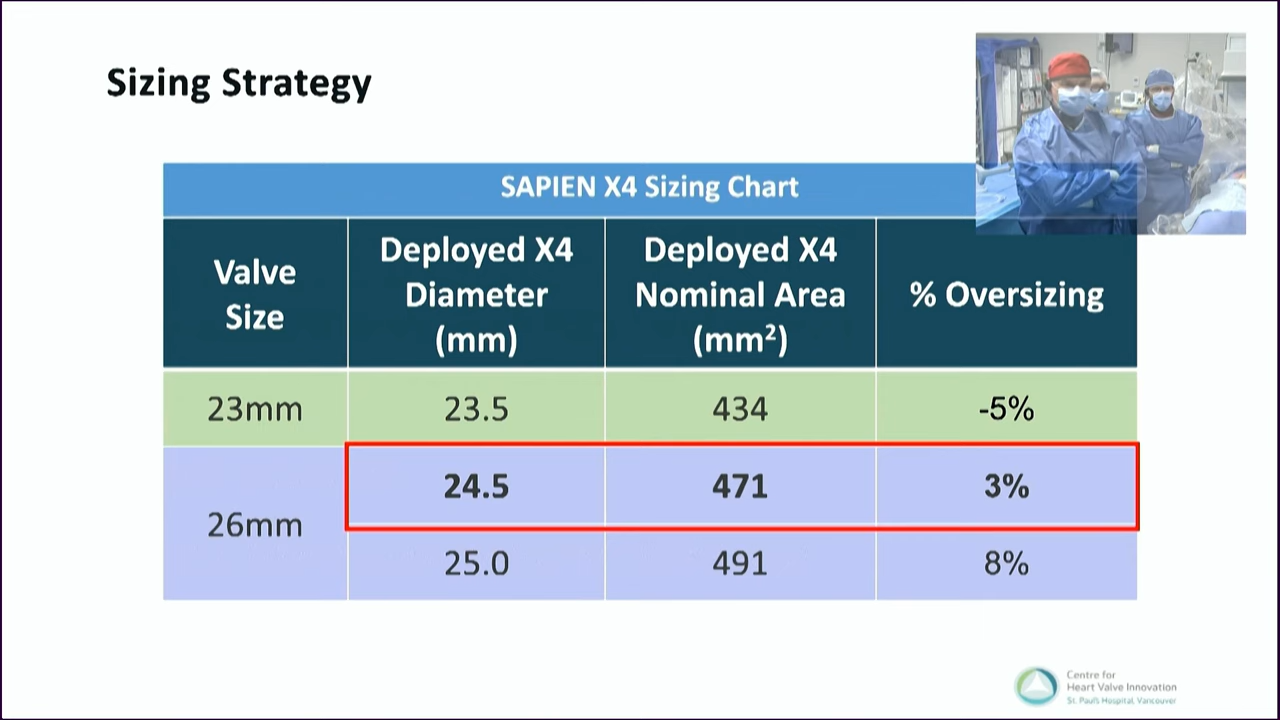 Sizing Strategy
SAPIEN X4 Sizing Chart
Valve
Size
Deployed X4
Diameter
(mm)
Deployed X4
Nominal Area
(mm²)
% Oversizing
23mm
23.5
434
-5%
26mm
24.5
471
3%
25.0
491
8%
Centre for
Heart Valve Innovation
St. Paul's Hospital, Vancouver